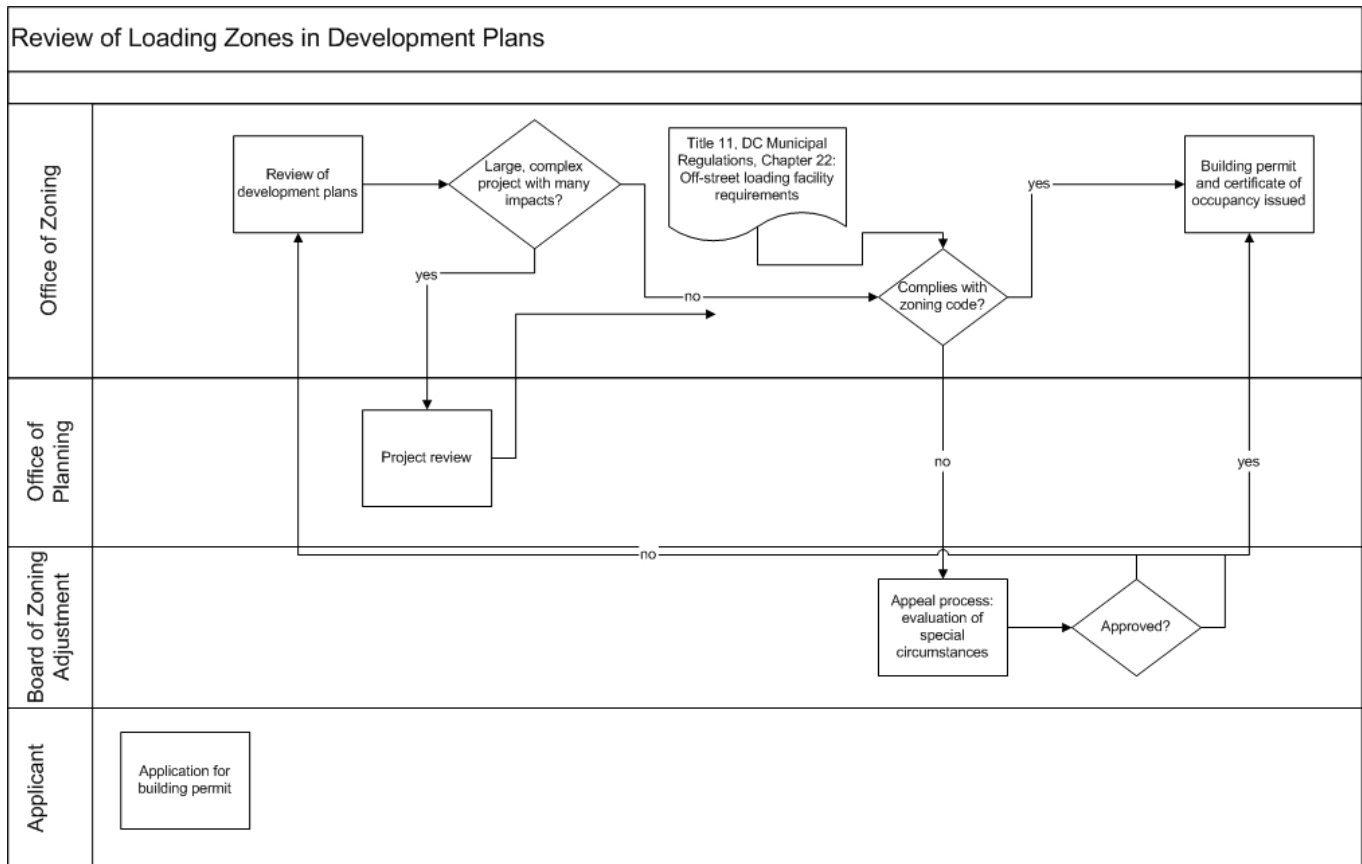 Review of Loading Zones in Development Plans
Office of Zoning
Review of
development plans
Large, complex
project with many
impacts?
Title 11, DC Municipal
Regulations, Chapter 22:
Off-street loading facility
requirements
Building permit
and certificate of
occupancy issued
yes
yes
no
Complies with
zoning code?
Office of
Planning
Project review
no
yes
no
Board of Zoning
Adjustment
Appeal process:
evaluation of
special
circumstances
Approved?
Applicant
Application for
building permit